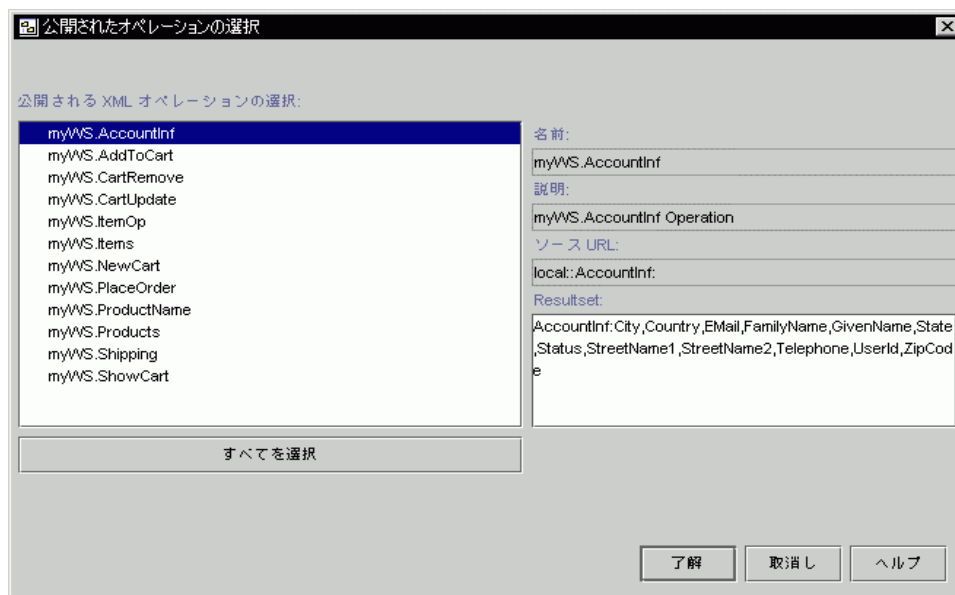 公開されたオペレーションの選択
公開される XML オペレーションの選択:
myWS.AccountInf
myWS.AddToCart
myWS.CartRemove
myWS.CartUpdate
myWS.ItemOp
myWS.Items
myWS.NewCart
myWS.PlaceOrder
myWS.ProductName
myWS.Products
myWS.Shipping
myWS.ShowCart
すべてを選択
名前:
myWS.AccountInf
説明:
myWS.AccountInf Operation
ソース URL:
local::AccountInf:
Resultset:
AccountInf:City,Country,EMail,FamilyName,GivenName,State
,Status,StreetName1,StreetName2,Telephone,UserId,ZipCod
e
了解
取消し
ヘルプ